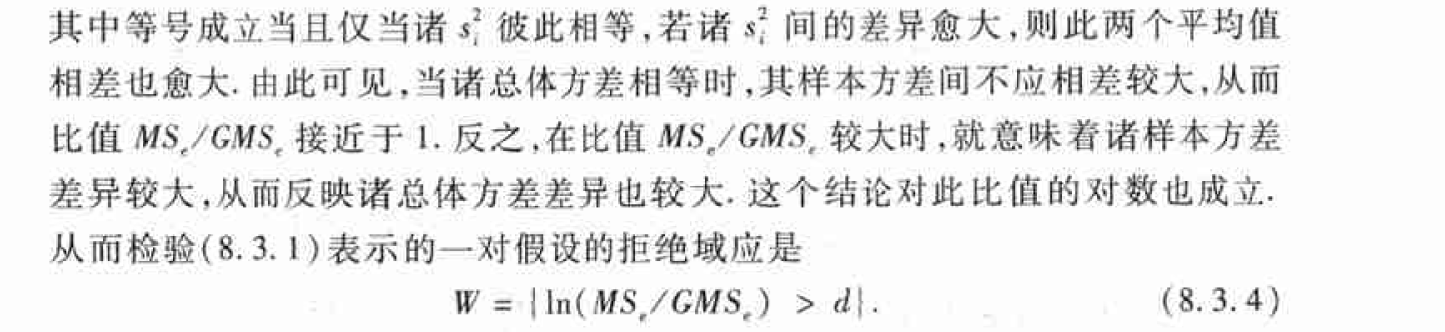 其中等号成立当且仅当诸 $s_i^2$ 彼此相等,若诸 $s_i^2$ 间的差异愈大,则此两个平均值
相差也愈大. 由此可见,当诸总体方差相等时,其样本方差间不应相差较大,从而
比值 $MS_e/GMS_e$ 接近于 1. 反之,在比值 $MS_e/GMS_e$ 较大时,就意味着诸样本方差
差异较大,从而反映诸总体方差差异也较大. 这个结论对此比值的对数也成立.
从而检验(8.3.1)表示的一对假设的拒绝域应是
$W = \{\ln(MS_e/GMS_e) > d\}.$ (8.3.4)